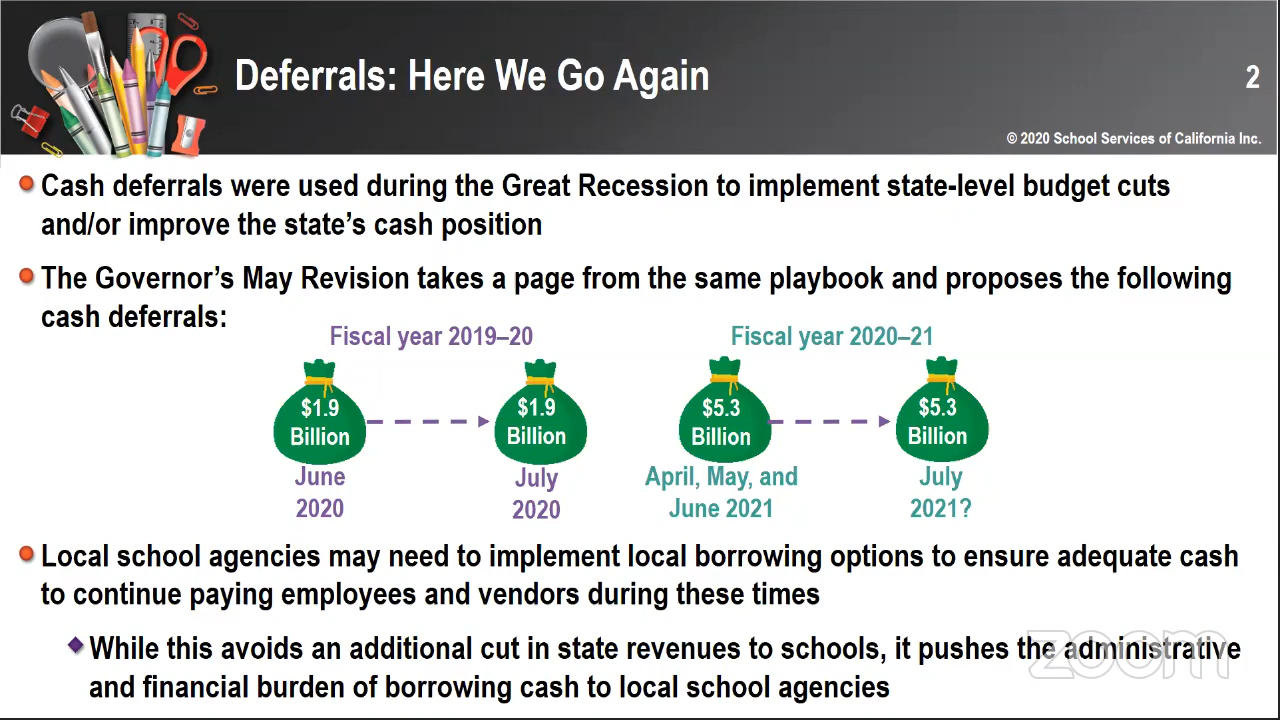 Deferrals: Here We Go Again
2
© 2020 School Services of California Inc.
Cash deferrals were used during the Great Recession to implement state-level budget cuts
and/or improve the state’s cash position
The Governor’s May Revision takes a page from the same playbook and proposes the following
cash deferrals:
Fiscal year 2019–20
$1.9
Billion
June
2020
$1.9
Billion
July
2020
Fiscal year 2020–21
$5.3
Billion
April, May, and
June 2021
$5.3
Billion
July
2021?
Local school agencies may need to implement local borrowing options to ensure adequate cash
to continue paying employees and vendors during these times
While this avoids an additional cut in state revenues to schools, it pushes the administrative
and financial burden of borrowing cash to local school agencies
zoom